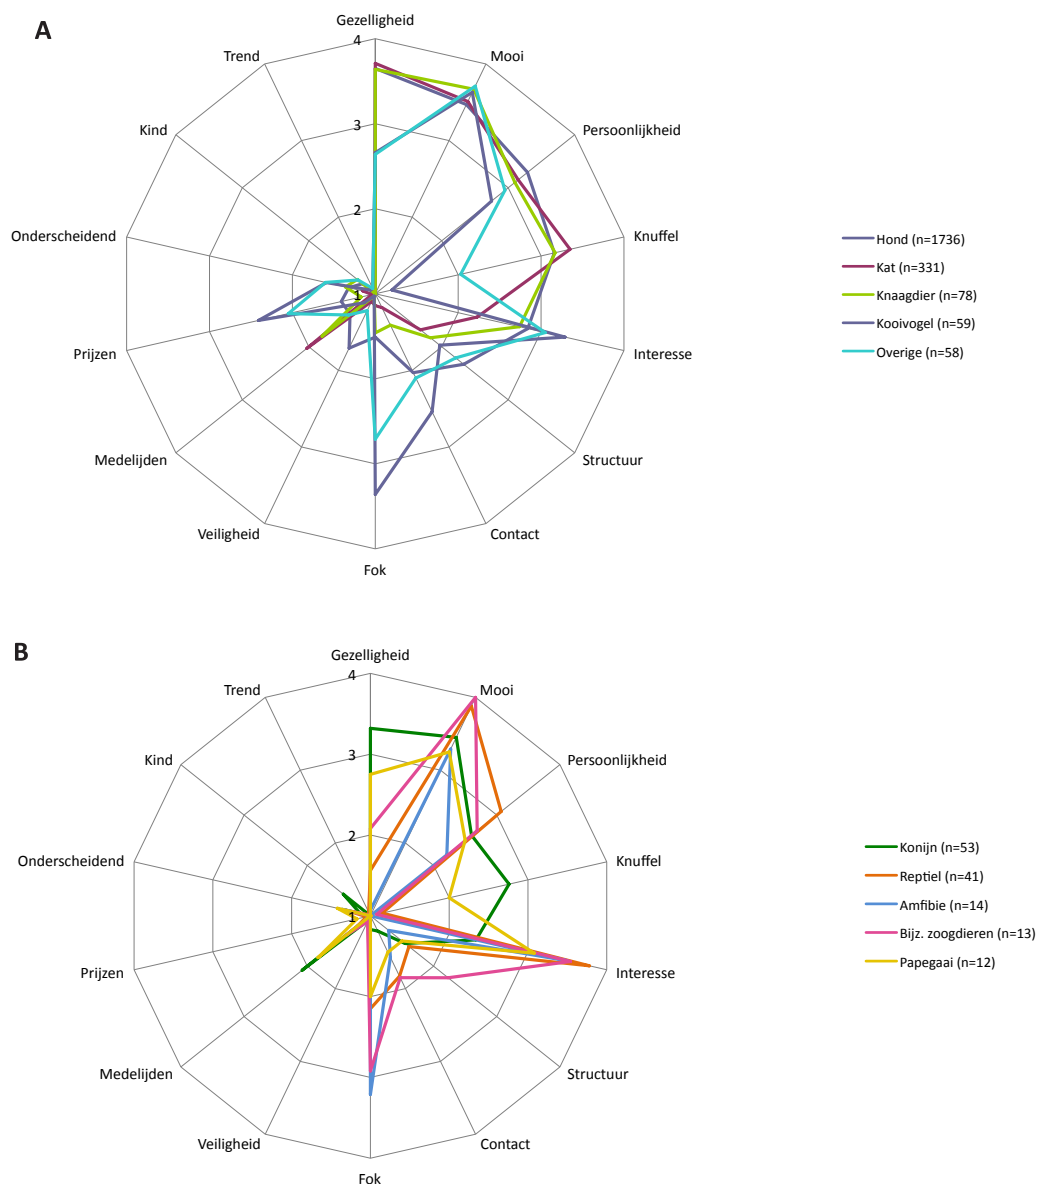 A
Gezelligheid
Trend
Mooi
Kind
Persoonlijkheid
Onderscheidend
Knuffel
Prijzen
Interesse
Medelijden
Structuur
Veiligheid
Contact
Fok
4
3
2
1
Hond (n=1736)
Kat (n=331)
Knaagdier (n=78)
Kooivogel (n=59)
Overige (n=58)
B
Gezelligheid
Trend
Mooi
Kind
Persoonlijkheid
Onderscheidend
Knuffel
Prijzen
Interesse
Medelijden
Structuur
Veiligheid
Contact
Fok
4
3
2
1
Konijn (n=53)
Reptiel (n=41)
Amfibie (n=14)
Bijz. zoogdieren (n=13)
Papegaai (n=12)